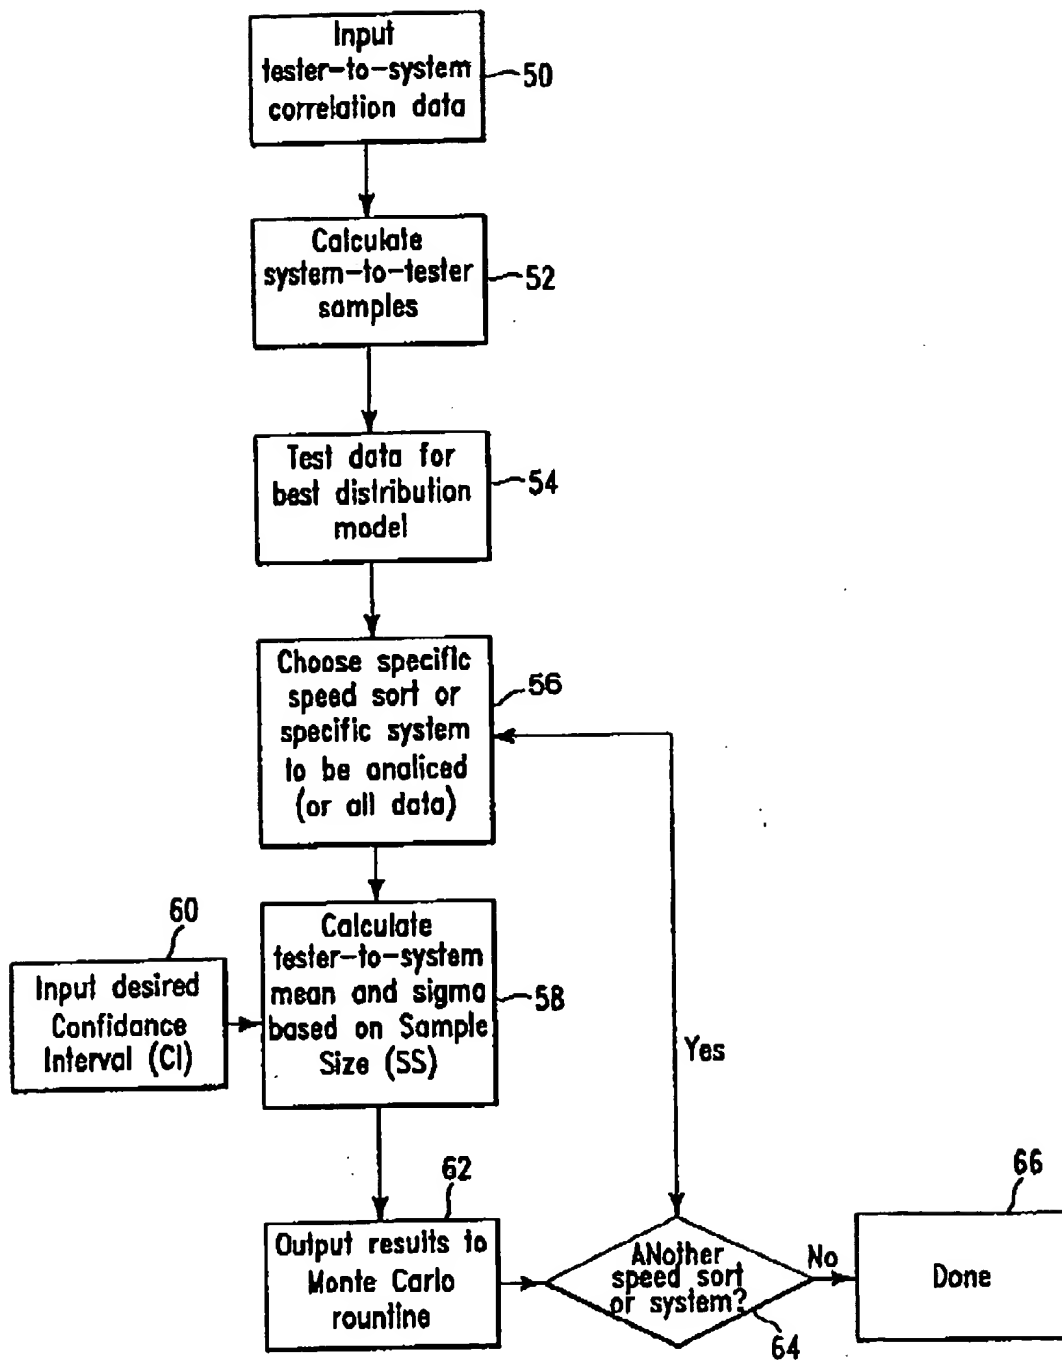 Input
tester-to-system
correlation data
50
Calculate
system-to-tester
samples
52
Test data for
best distribution
model
54
Choose specific
speed sort or
specific system
to be analiced
(or all data)
56
60
Input desired
Confidance
Interval (CI)
Calculate
tester-to-system
mean and sigma
based on Sample
Size (SS)
58
Yes
62
Output results to
Monte Carlo
rountine
ANother
speed sort
or system?
64
No
66
Done